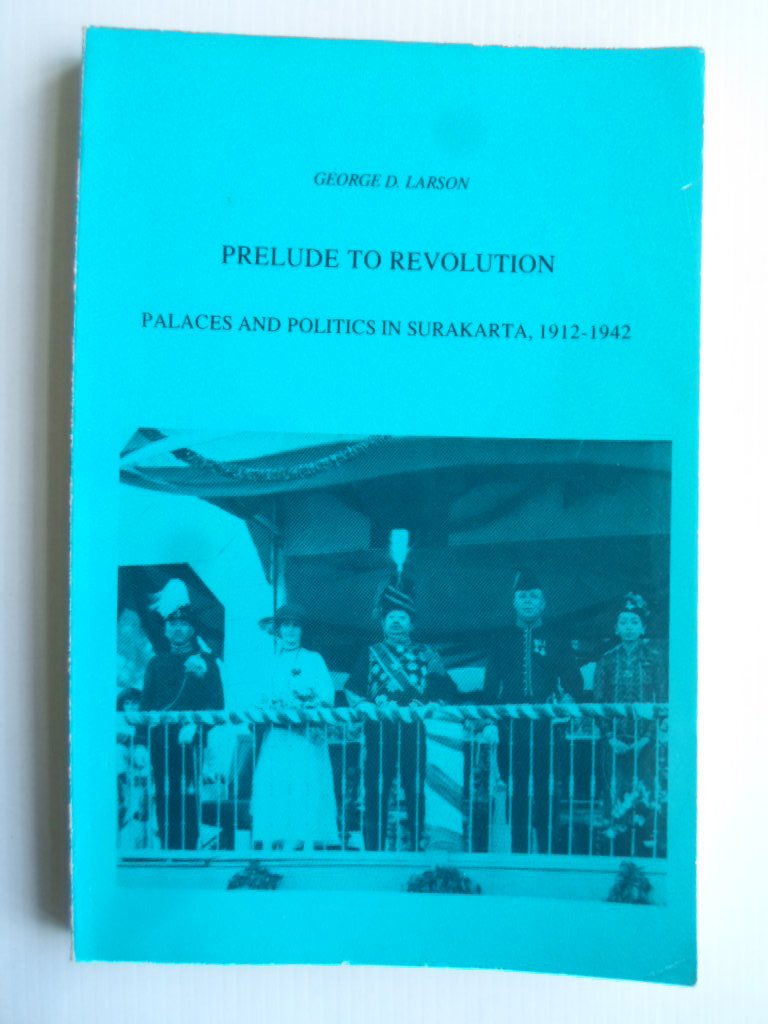 GEORGE D. LARSON
PRELUDE TO REVOLUTION
PALACES AND POLITICS IN SURAKARTA, 1912-1942